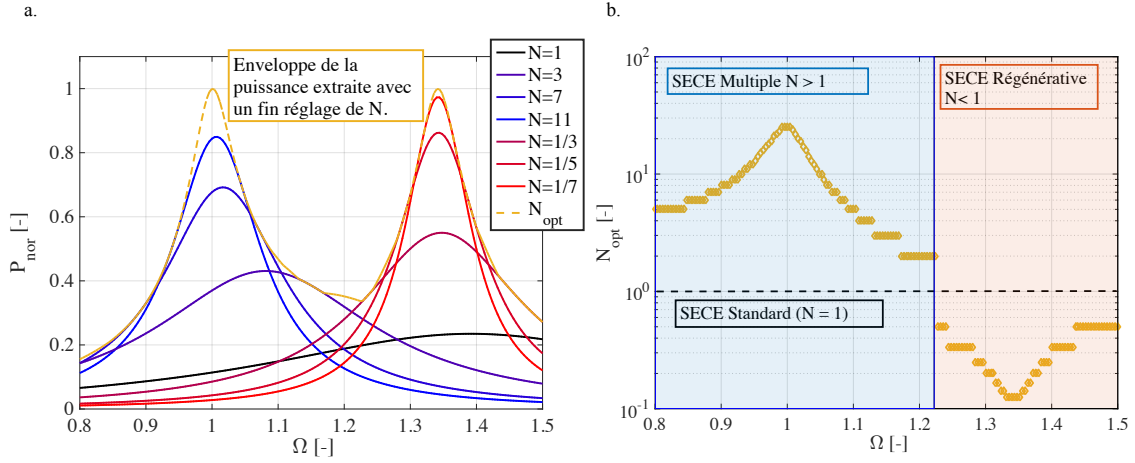 a.
Enveloppe de la
puissance extraite avec
un fin réglage de N.
N=1
N=3
N=7
N=11
N=1/3
N=1/5
N=1/7
N_opt
P_nor [-]
1
0.8
0.6
0.4
0.2
0
0.8 0.9 1 1.1 1.2 1.3 1.4 1.5
Ω [-]
b.
SECE Multiple N > 1
SECE Régénérative
N< 1
SECE Standard (N = 1)
N_opt [-]
10^2
10^1
10^0
10^-1
0.8 0.9 1 1.1 1.2 1.3 1.4 1.5
Ω [-]